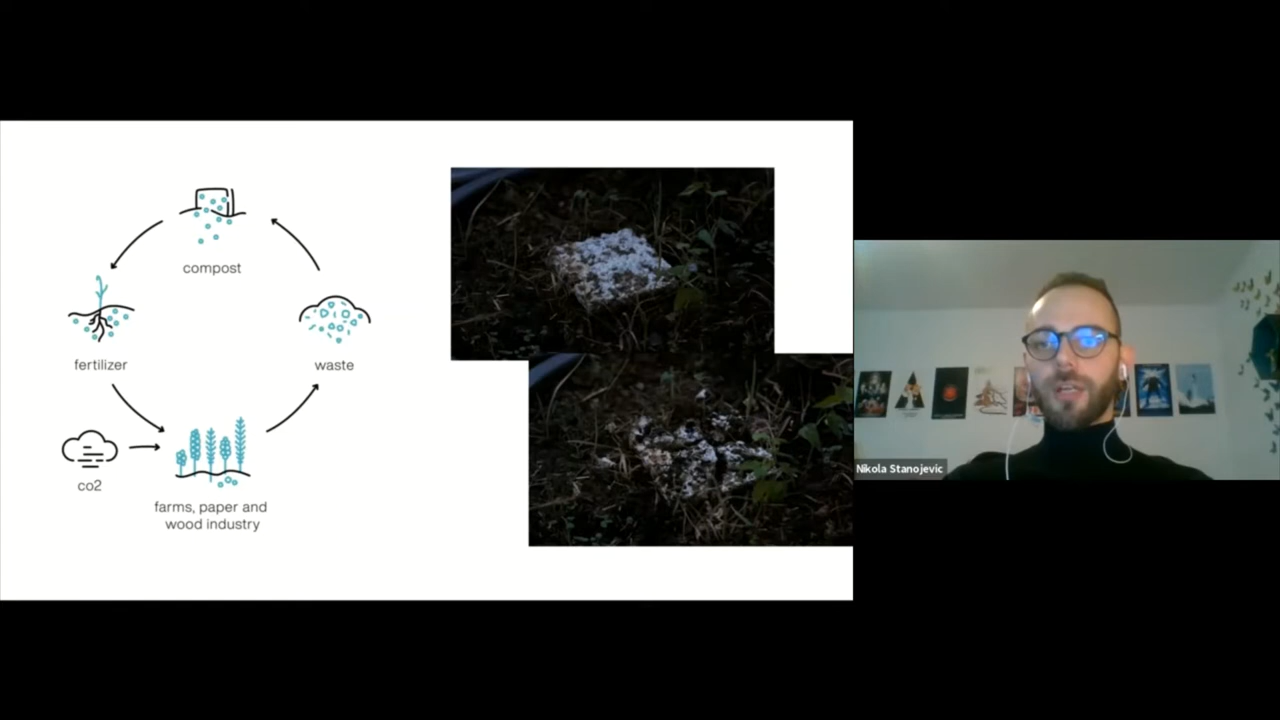 compost
fertilizer
waste
co2
farms, paper and
wood industry
Nikola Stanojevic